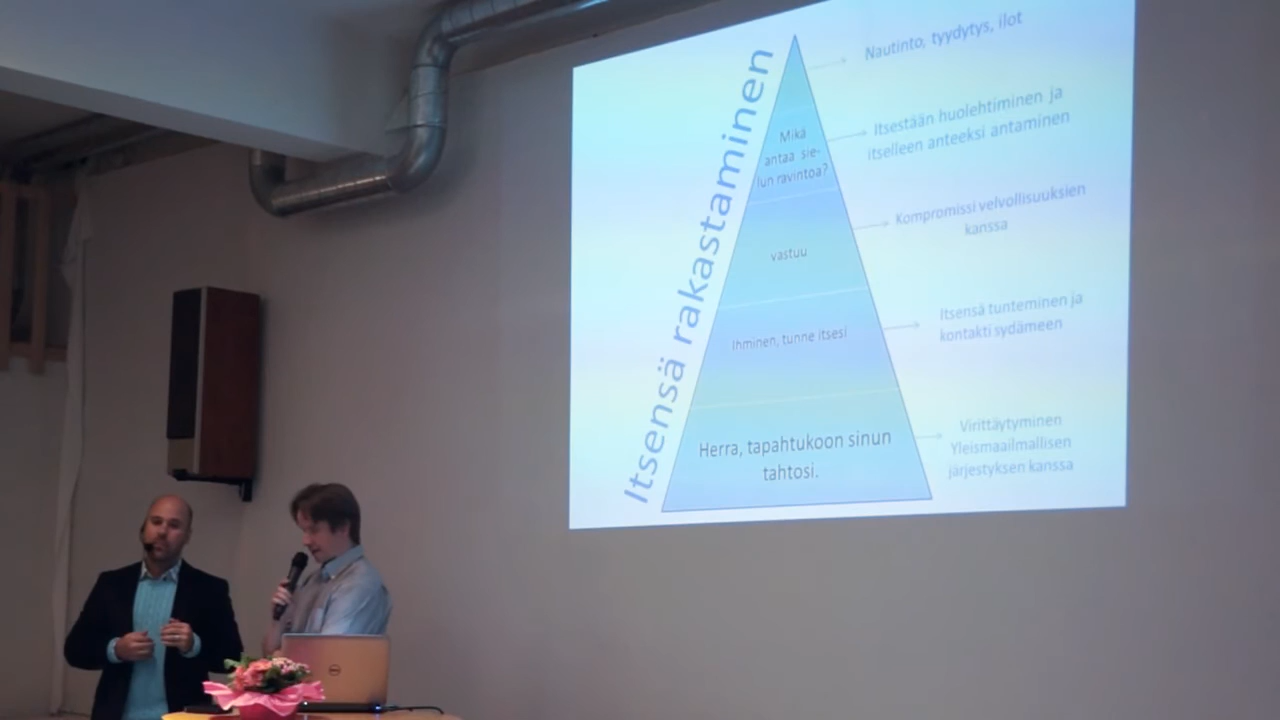 Itsensä rakastaminen
Nautinto, tyydytys, ilot
Mikä
antaa sie-
lun ravintoa?
Itsestään huolehtiminen ja
itselleen anteeksi antaminen
vastuu
Kompromissi velvollisuuksien
kanssa
Ihminen, tunne itsesi
Itsensä tunteminen ja
kontakti sydämeen
Herra, tapahtukoon sinun
tahtosi.
Virittäytyminen
Yleismaailmallisen
järjestyksen kanssa
DELL